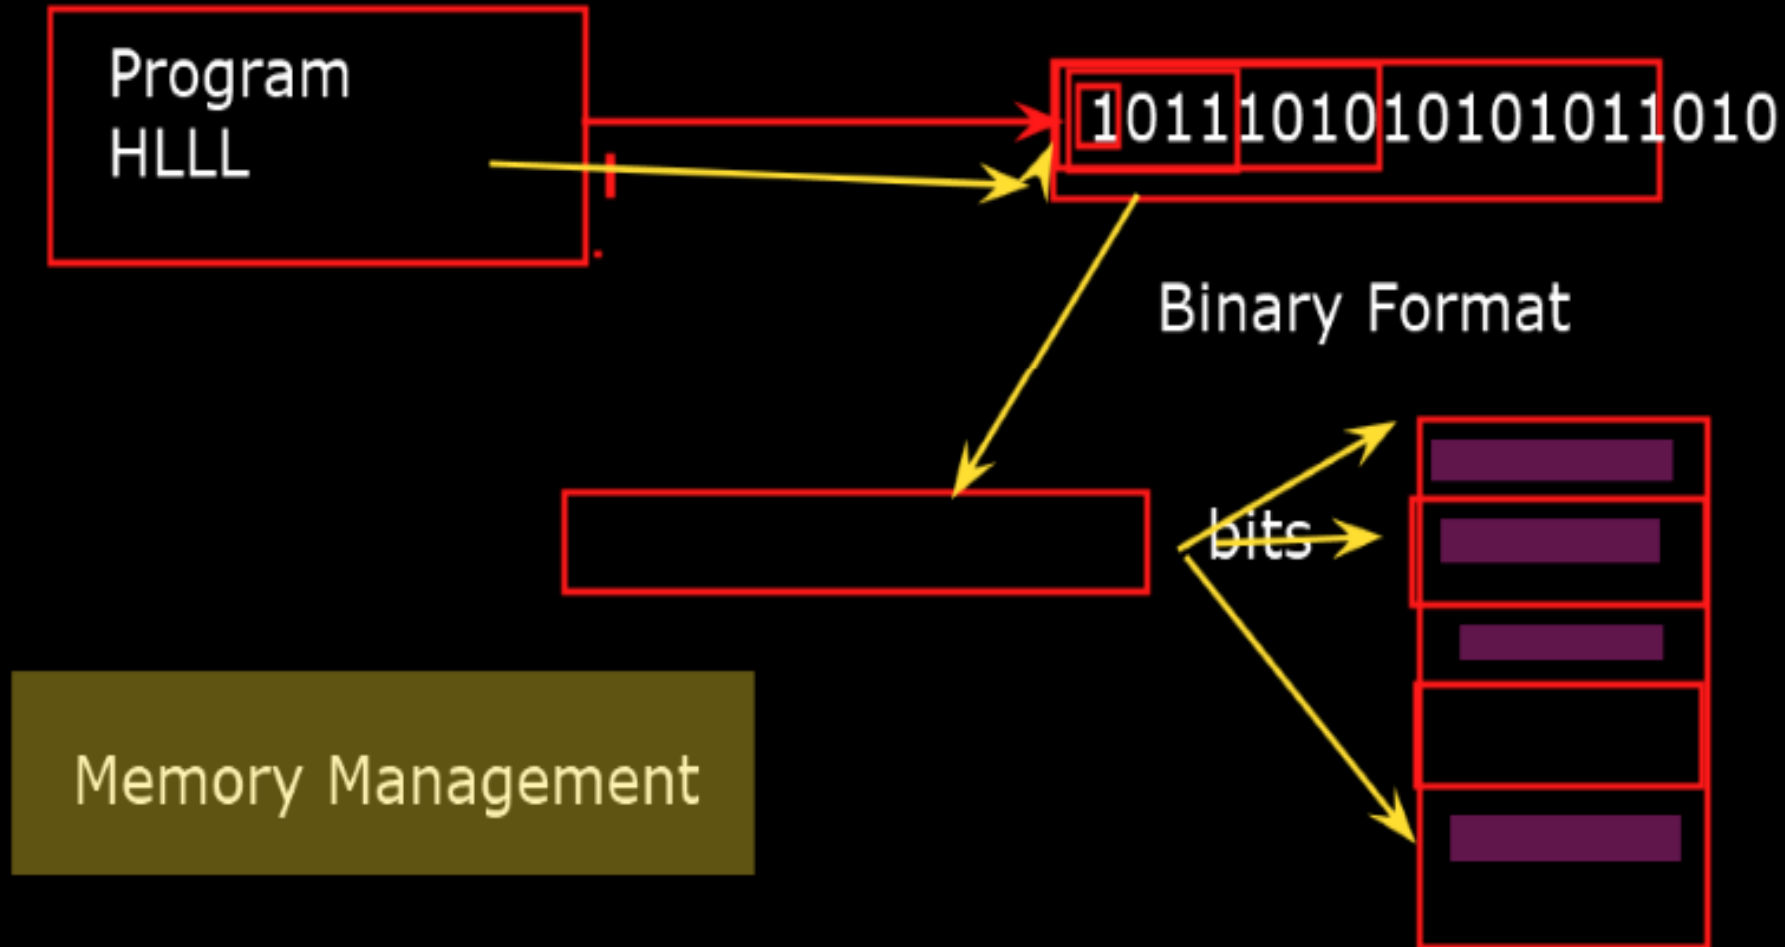 Program
HLLL
1011101010101011010
Binary Format
bits
Memory Management